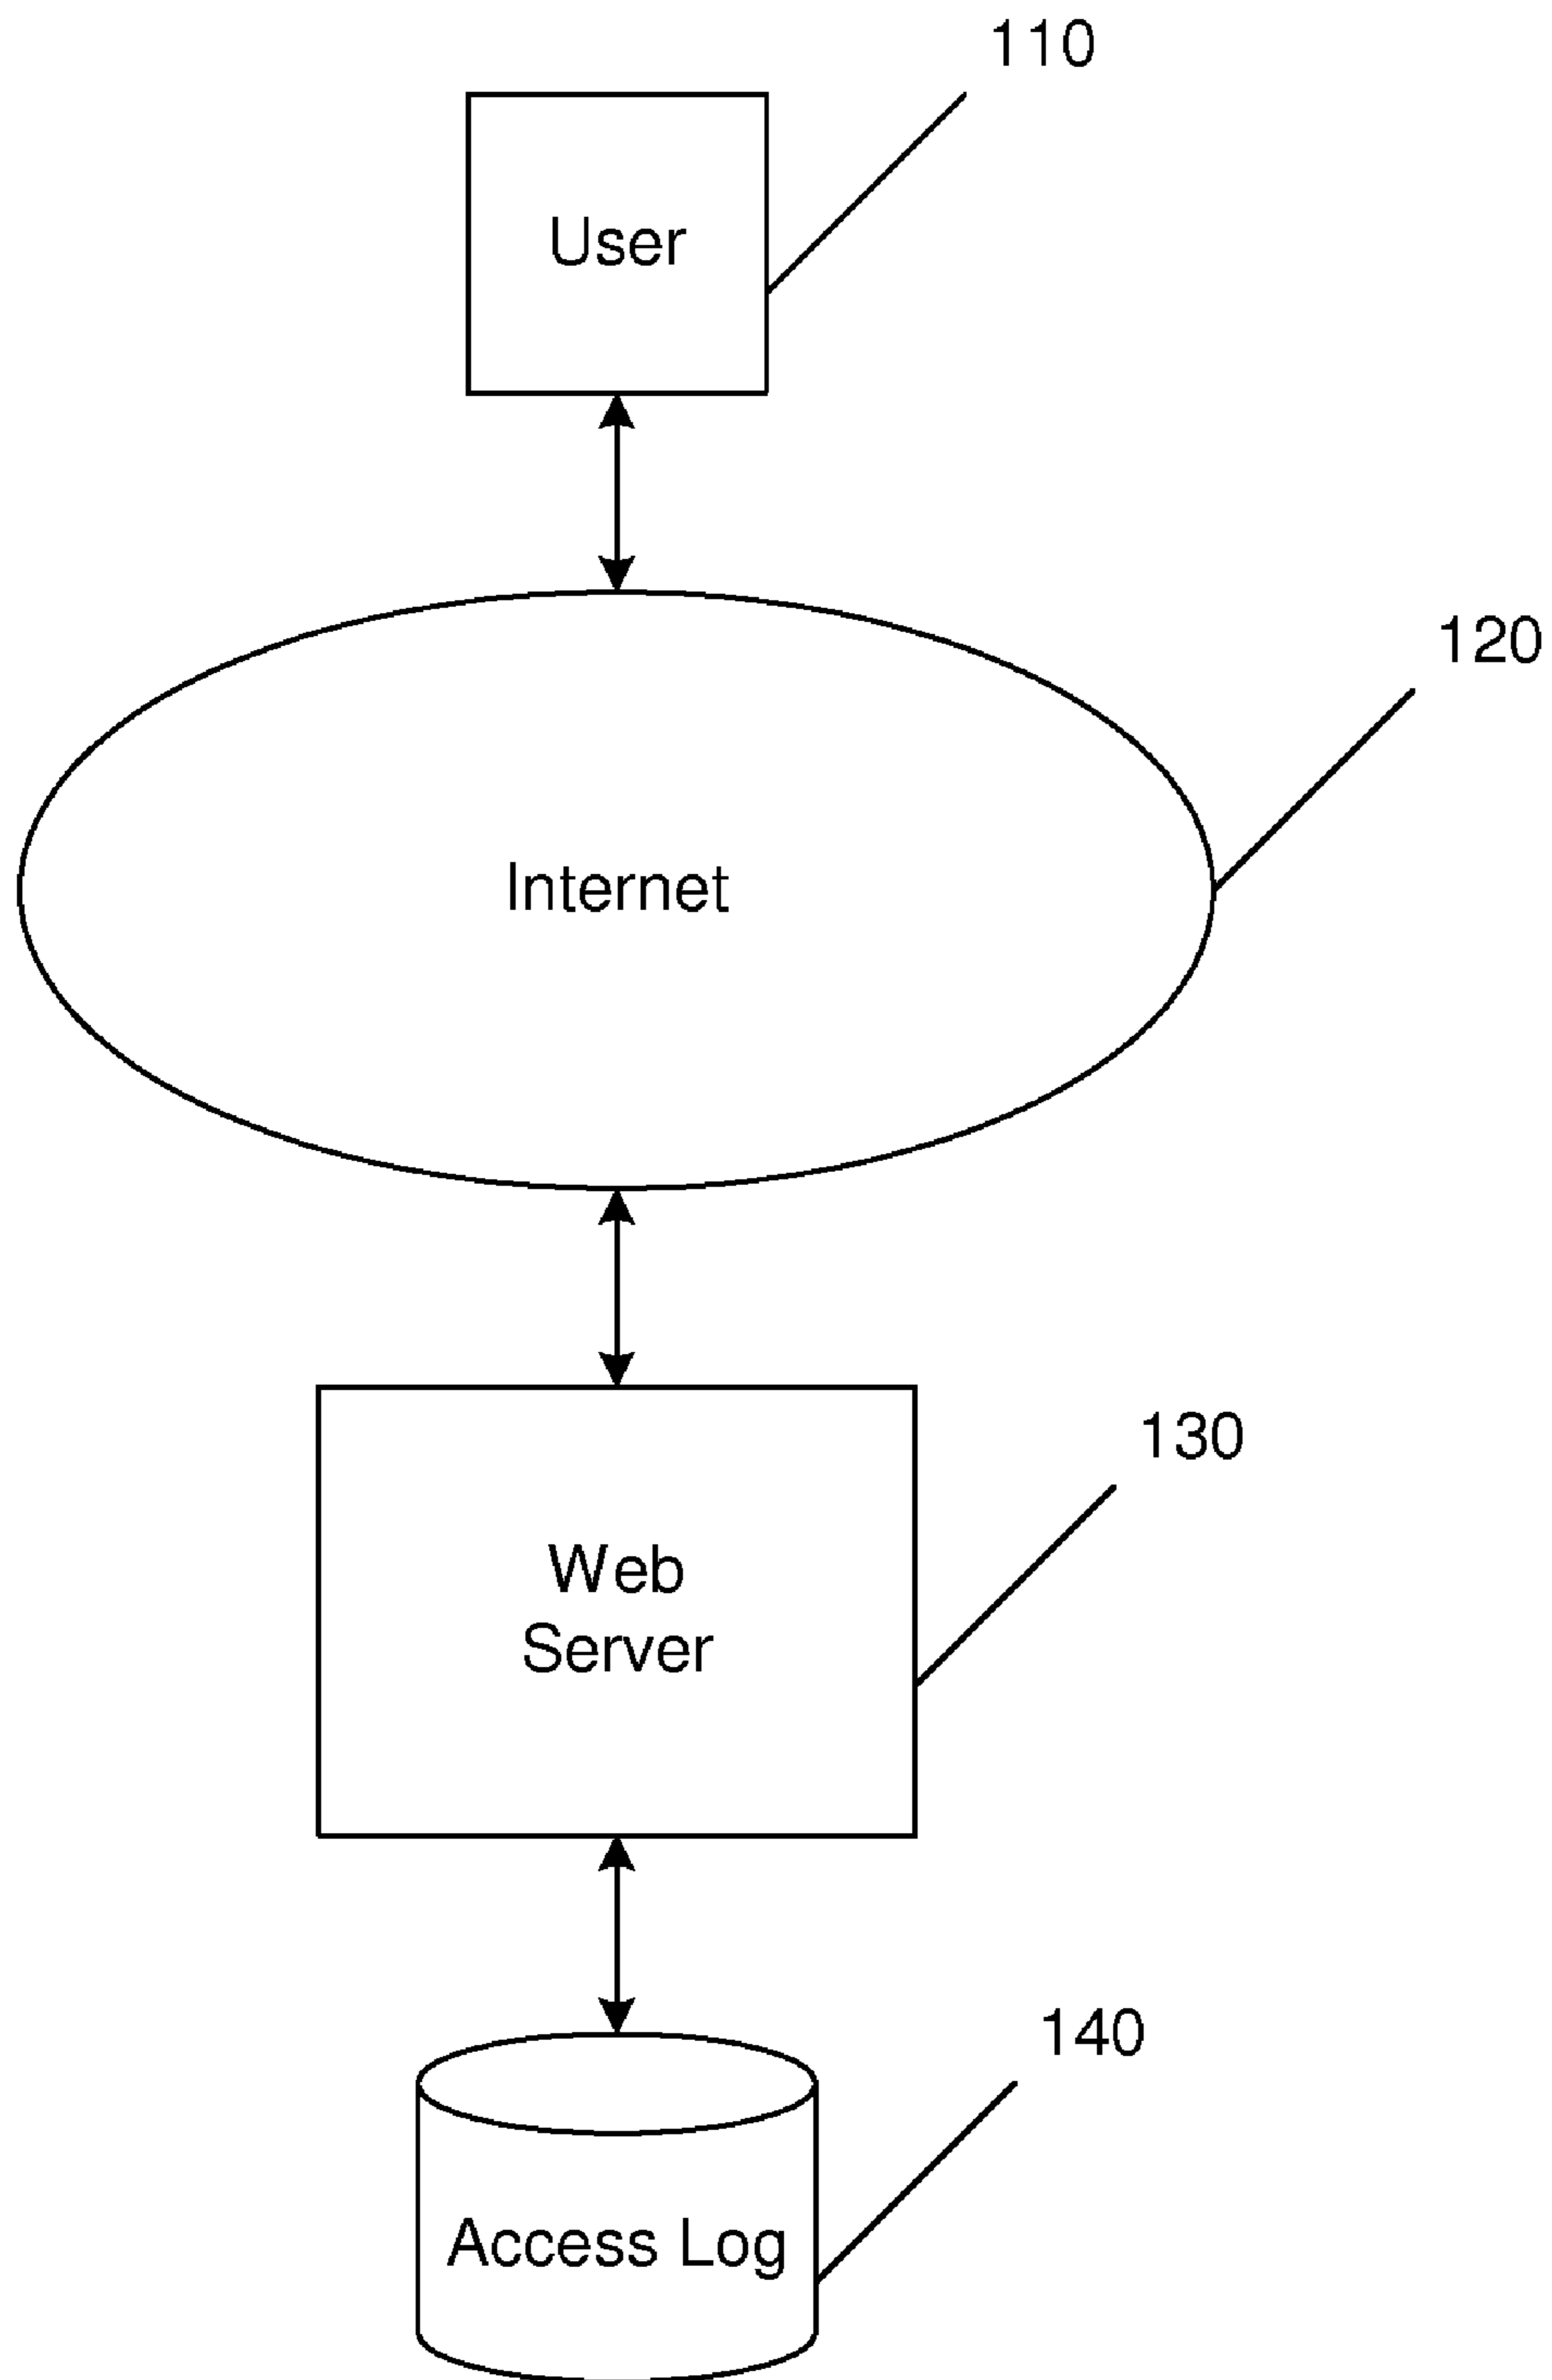 110
User
120
Internet
130
Web
Server
140
Access Log